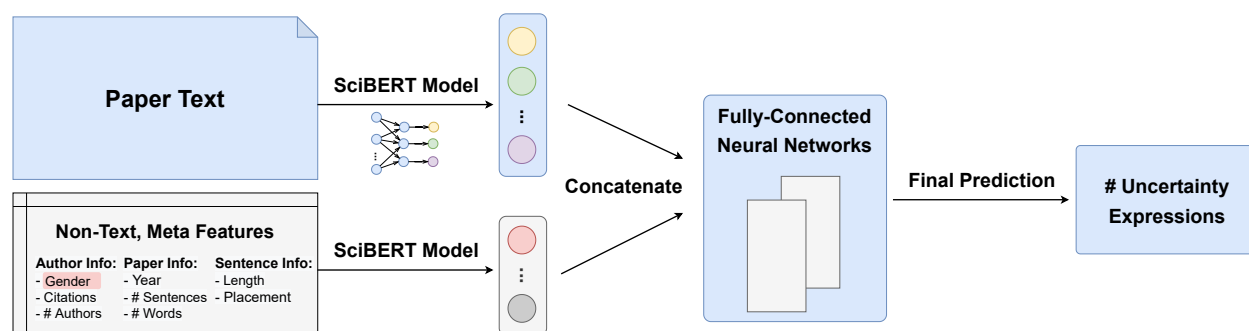 Paper Text
SciBERT Model
Non-Text, Meta Features
Author Info:
- Gender
- Citations
- # Authors
Paper Info:
- Year
- # Sentences
- # Words
Sentence Info:
- Length
- Placement
SciBERT Model
Concatenate
Fully-Connected
Neural Networks
Final Prediction
# Uncertainty
Expressions